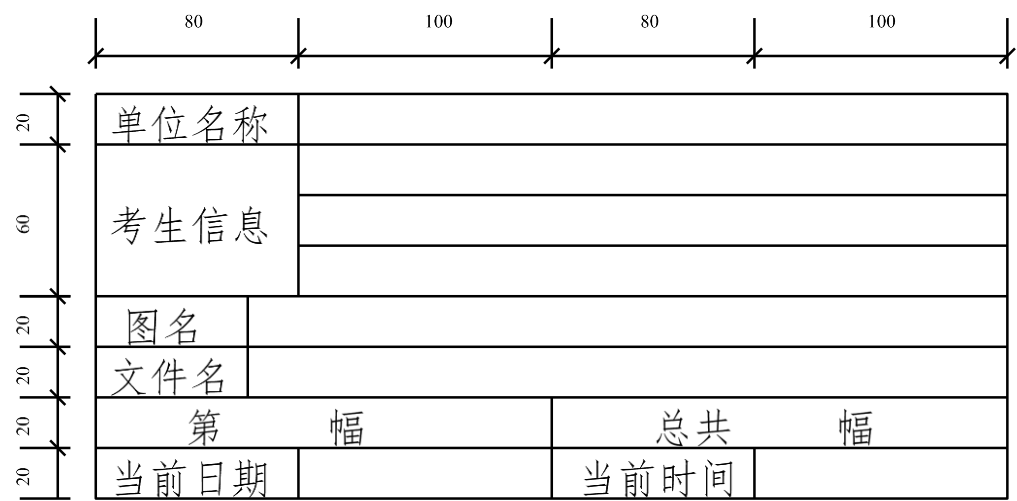 80 100 80 100
20 单位名称
60 考生信息
20 图名
20 文件名
20 第 幅 总共 幅
20 当前日期 当前时间